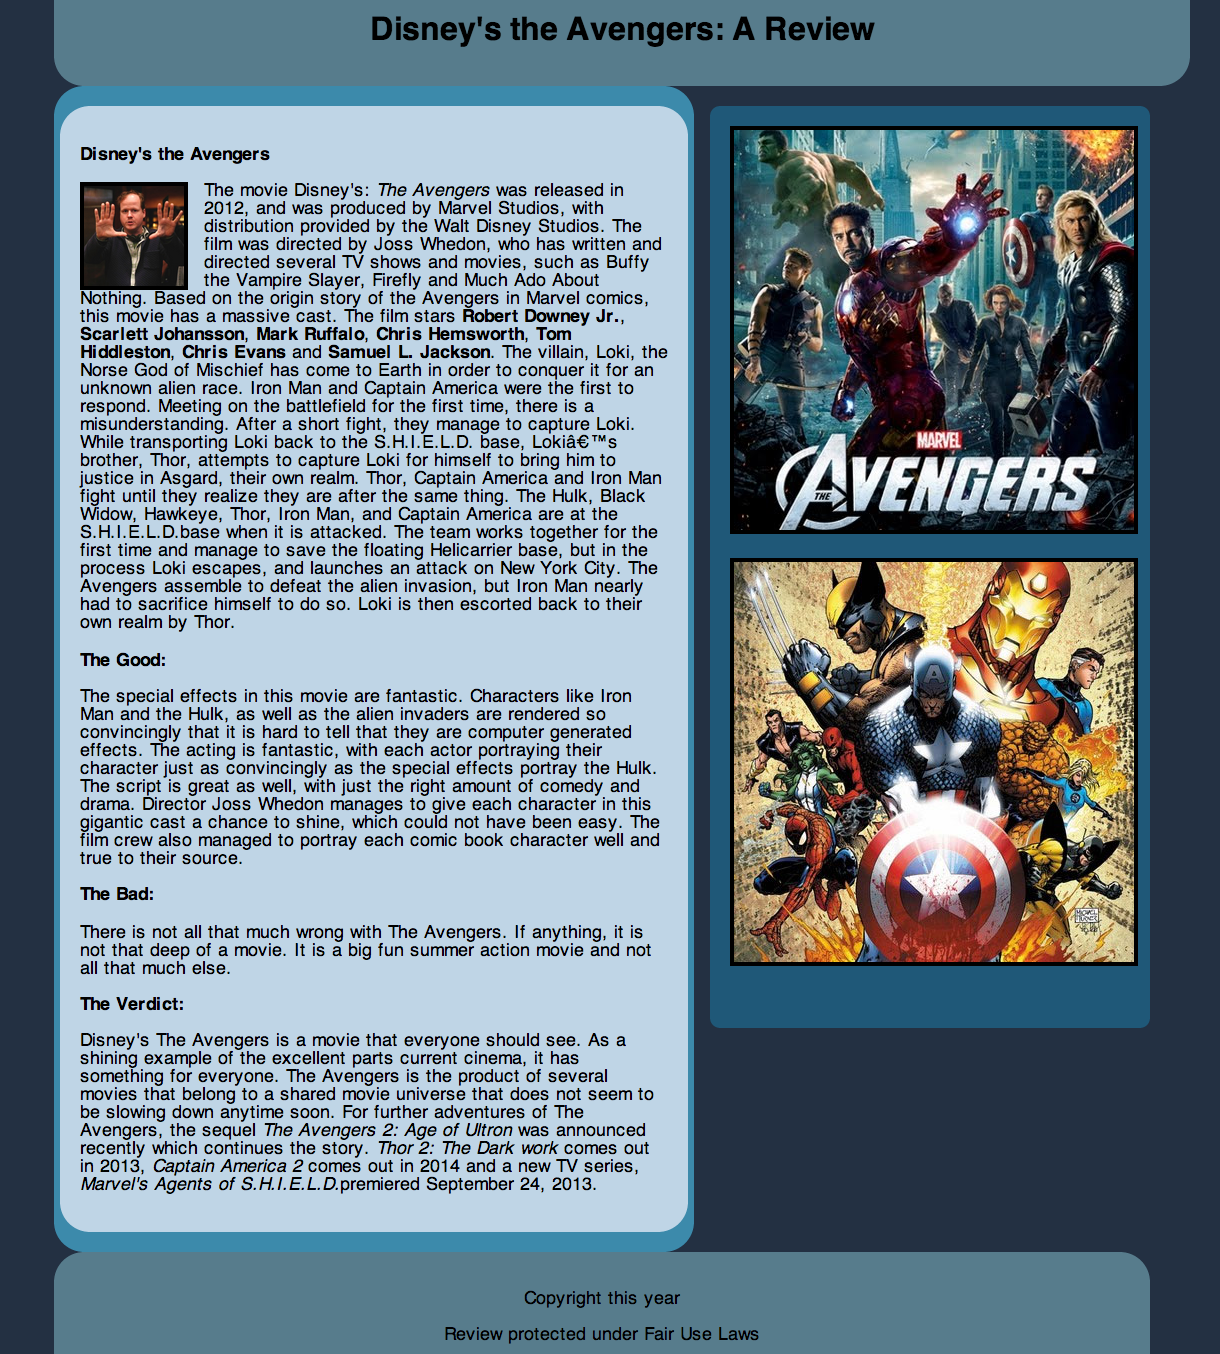 Disney's the Avengers: A Review
Disney's the Avengers
The movie Disney's: The Avengers was released in
2012, and was produced by Marvel Studios, with
distribution provided by the Walt Disney Studios. The
film was directed by Joss Whedon, who has written and
directed several TV shows and movies, such as Buffy
the Vampire Slayer, Firefly and Much Ado About
Nothing. Based on the origin story of the Avengers in Marvel comics,
this movie has a massive cast. The film stars Robert Downey Jr.,
Scarlett Johansson, Mark Ruffalo, Chris Hemsworth, Tom
Hiddleston, Chris Evans and Samuel L. Jackson. The villain, Loki, the
Norse God of Mischief has come to Earth in order to conquer it for an
unknown alien race. Iron Man and Captain America were the first to
respond. Meeting on the battlefield for the first time, there is a
misunderstanding. After a short fight, they manage to capture Loki.
While transporting Loki back to the S.H.I.E.L.D. base, Lokiâ€™s
brother, Thor, attempts to capture Loki for himself to bring him to
justice in Asgard, their own realm. Thor, Captain America and Iron Man
fight until they realize they are after the same thing. The Hulk, Black
Widow, Hawkeye, Thor, Iron Man, and Captain America are at the
S.H.I.E.L.D.base when it is attacked. The team works together for the
first time and manage to save the floating Helicarrier base, but in the
process Loki escapes, and launches an attack on New York City. The
Avengers assemble to defeat the alien invasion, but Iron Man nearly
had to sacrifice himself to do so. Loki is then escorted back to their
own realm by Thor.
The Good:
The special effects in this movie are fantastic. Characters like Iron
Man and the Hulk, as well as the alien invaders are rendered so
convincingly that it is hard to tell that they are computer generated
effects. The acting is fantastic, with each actor portraying their
character just as convincingly as the special effects portray the Hulk.
The script is great as well, with just the right amount of comedy and
drama. Director Joss Whedon manages to give each character in this
gigantic cast a chance to shine, which could not have been easy. The
film crew also managed to portray each comic book character well and
true to their source.
The Bad:
There is not all that much wrong with The Avengers. If anything, it is
not that deep of a movie. It is a big fun summer action movie and not
all that much else.
The Verdict:
Disney's The Avengers is a movie that everyone should see. As a
shining example of the excellent parts current cinema, it has
something for everyone. The Avengers is the product of several
movies that belong to a shared movie universe that does not seem to
be slowing down anytime soon. For further adventures of The
Avengers, the sequel The Avengers 2: Age of Ultron was announced
recently which continues the story. Thor 2: The Dark work comes out
in 2013, Captain America 2 comes out in 2014 and a new TV series,
Marvel's Agents of S.H.I.E.L.D.premiered September 24, 2013.
MARVEL
THE AVENGERS
A
Copyright this year
Review protected under Fair Use Laws